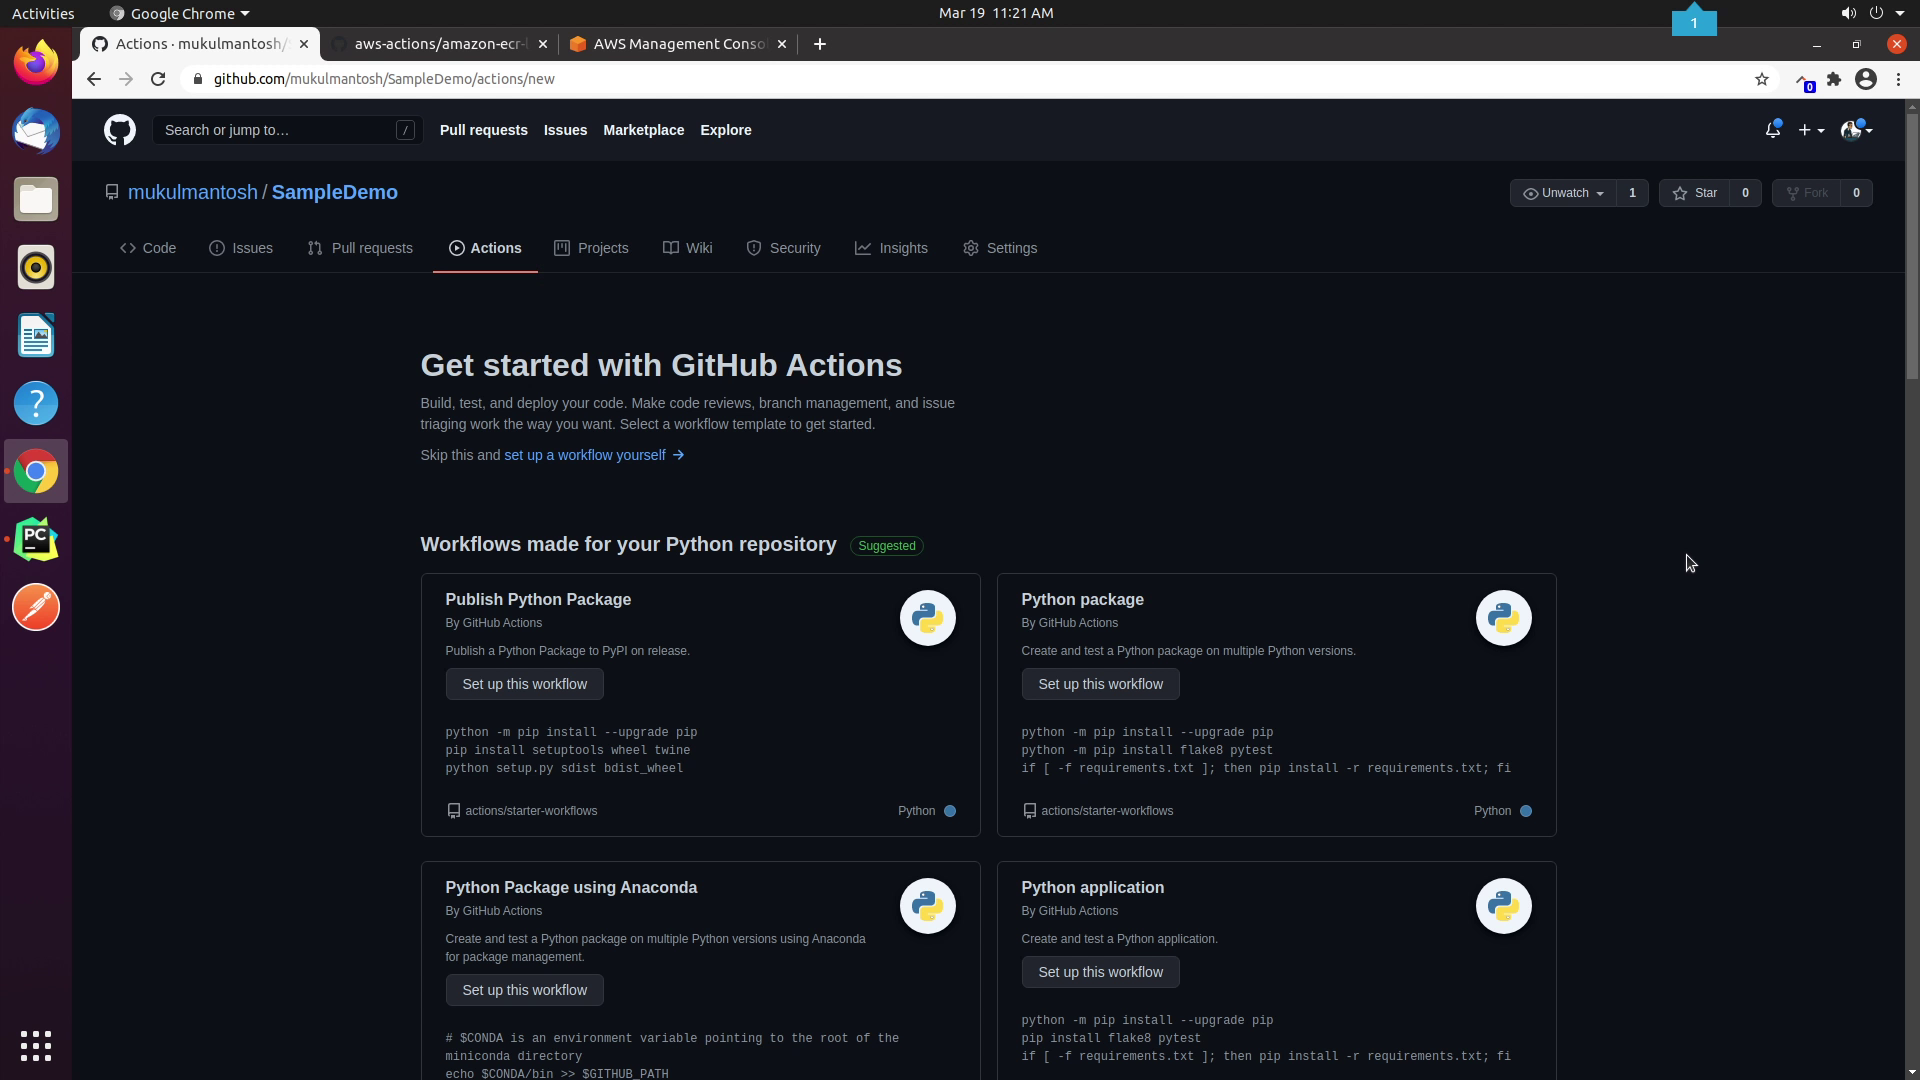 Activities
Google Chrome
Mar 19 11:21 AM
1
Actions · mukulmantosh/
aws-actions/amazon-ecr-
AWS Management Conso
github.com/mukulmantosh/SampleDemo/actions/new
0
Search or jump to…
/
Pull requests
Issues
Marketplace
Explore
mukulmantosh / SampleDemo
Unwatch 1
Star 0
Fork 0
Code
Issues
Pull requests
Actions
Projects
Wiki
Security
Insights
Settings
Get started with GitHub Actions
Build, test, and deploy your code. Make code reviews, branch management, and issue
triaging work the way you want. Select a workflow template to get started.
Skip this and set up a workflow yourself →
Workflows made for your Python repository Suggested
Publish Python Package
By GitHub Actions
Publish a Python Package to PyPI on release.
Set up this workflow
python -m pip install --upgrade pip
pip install setuptools wheel twine
python setup.py sdist bdist_wheel
actions/starter-workflows
Python
Python package
By GitHub Actions
Create and test a Python package on multiple Python versions.
Set up this workflow
python -m pip install --upgrade pip
python -m pip install flake8 pytest
if [ -f requirements.txt ]; then pip install -r requirements.txt; fi
actions/starter-workflows
Python
Python Package using Anaconda
By GitHub Actions
Create and test a Python package on multiple Python versions using Anaconda
for package management.
Set up this workflow
# $CONDA is an environment variable pointing to the root of the
miniconda directory
echo $CONDA/bin >> $GITHUB_PATH
Python application
By GitHub Actions
Create and test a Python application.
Set up this workflow
python -m pip install --upgrade pip
pip install flake8 pytest
if [ -f requirements.txt ]; then pip install -r requirements.txt; fi
PC
?